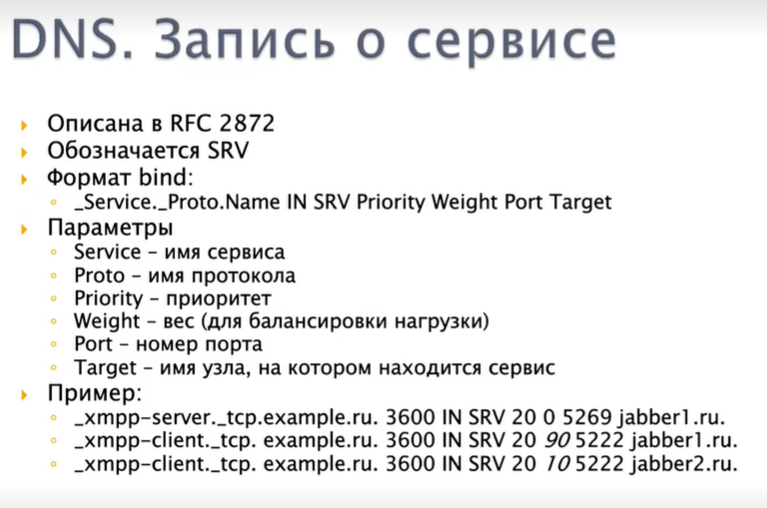 DNS. Запись о сервисе
Описана в RFC 2872
Обозначается SRV
Формат bind:
_Service._Proto.Name IN SRV Priority Weight Port Target
Параметры
Service – имя сервиса
Proto – имя протокола
Priority – приоритет
Weight – вес (для балансировки нагрузки)
Port – номер порта
Target – имя узла, на котором находится сервис
Пример:
_xmpp-server._tcp.example.ru. 3600 IN SRV 20 0 5269 jabber1.ru.
_xmpp-client._tcp. example.ru. 3600 IN SRV 20 90 5222 jabber1.ru.
_xmpp-client._tcp. example.ru. 3600 IN SRV 20 10 5222 jabber2.ru.